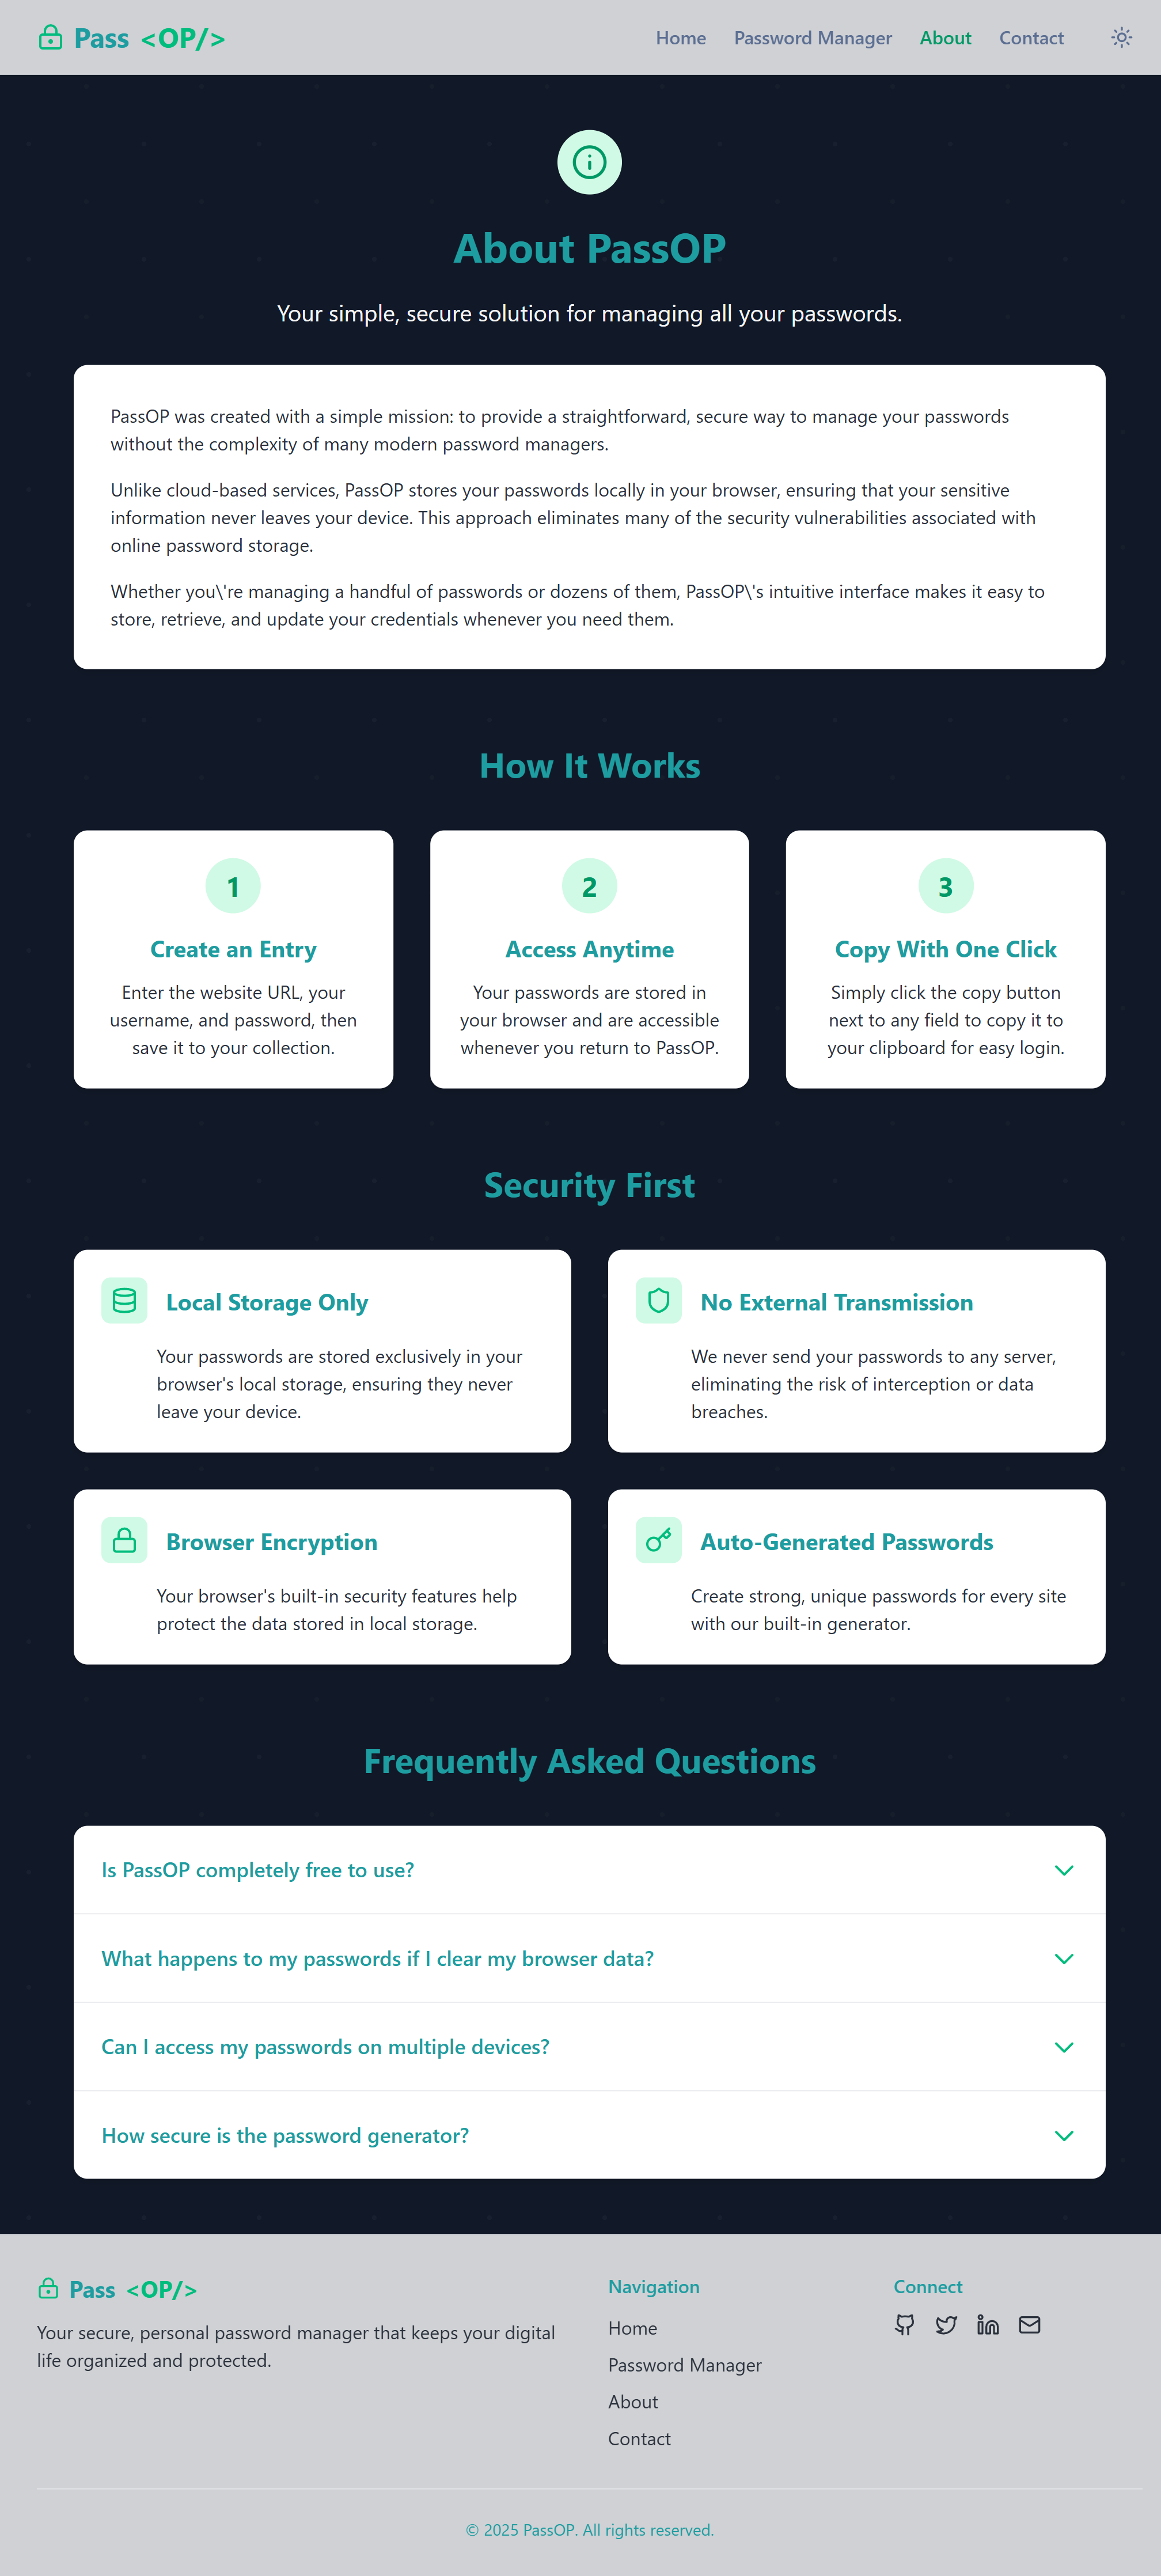 Pass <OP/>
Home Password Manager About Contact
About PassOP
Your simple, secure solution for managing all your passwords.
PassOP was created with a simple mission: to provide a straightforward, secure way to manage your passwords
without the complexity of many modern password managers.
Unlike cloud-based services, PassOP stores your passwords locally in your browser, ensuring that your sensitive
information never leaves your device. This approach eliminates many of the security vulnerabilities associated with
online password storage.
Whether you\'re managing a handful of passwords or dozens of them, PassOP\'s intuitive interface makes it easy to
store, retrieve, and update your credentials whenever you need them.
How It Works
1
Create an Entry
Enter the website URL, your
username, and password, then
save it to your collection.
2
Access Anytime
Your passwords are stored in
your browser and are accessible
whenever you return to PassOP.
3
Copy With One Click
Simply click the copy button
next to any field to copy it to
your clipboard for easy login.
Security First
Local Storage Only
Your passwords are stored exclusively in your
browser's local storage, ensuring they never
leave your device.
No External Transmission
We never send your passwords to any server,
eliminating the risk of interception or data
breaches.
Browser Encryption
Your browser's built-in security features help
protect the data stored in local storage.
Auto-Generated Passwords
Create strong, unique passwords for every site
with our built-in generator.
Frequently Asked Questions
Is PassOP completely free to use?
What happens to my passwords if I clear my browser data?
Can I access my passwords on multiple devices?
How secure is the password generator?
Pass <OP/>
Your secure, personal password manager that keeps your digital
life organized and protected.
Navigation
Home
Password Manager
About
Contact
Connect
© 2025 PassOP. All rights reserved.